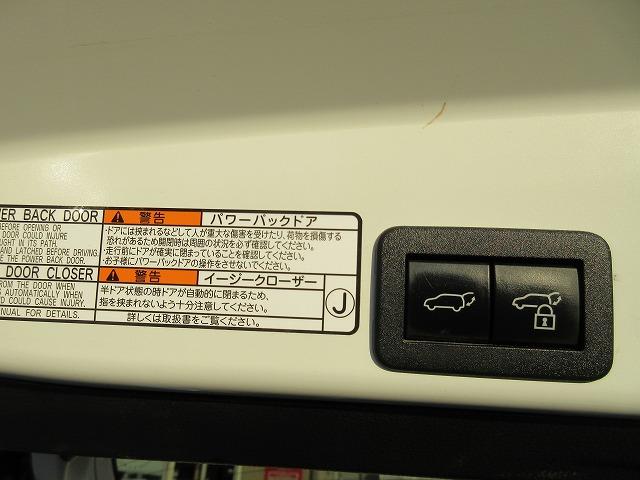 ER BACK DOOR
BEFORE OPENING OR
DOOR COULD INJURE
UGHT IN ITS PATH.
AND LATCHED BEFORE DRIVING.
E THE POWER BACK DOOR.
警告 パワーバックドア
・ドアには挟まれるなどして人が重大な傷害を受けたり、荷物を損傷する
恐れがあるため開閉時は周囲の状況を必ず確認してください。
・走行前にドアが確実に閉まっていることを確認してください。
・お子様にパワーバックドアの操作をさせないでください。
DOOR CLOSER
FROM THE DOOR WHEN
S AUTOMATICALLY WHEN
D COULD CAUSE INJURY.
NUAL FOR DETAILS.
警告 イージークローザー
半ドア状態の時ドアが自動的に閉まるため、
指を挟まれないよう十分注意してください。
詳しくは取扱書をご覧ください。
J